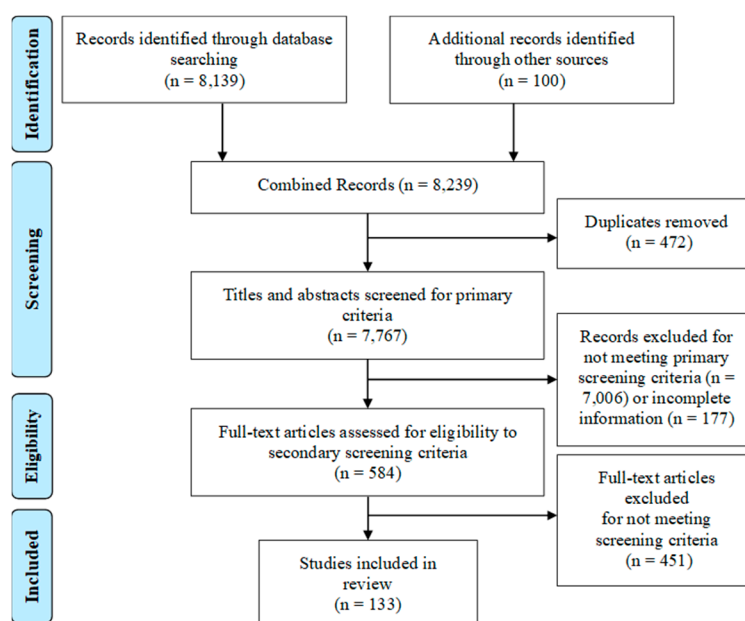 Identification
Records identified through database
searching
(n = 8,139)
Additional records identified
through other sources
(n = 100)
Screening
Combined Records (n = 8,239)
Duplicates removed
(n = 472)
Titles and abstracts screened for primary
criteria
(n = 7,767)
Records excluded for
not meeting primary
screening criteria (n =
7,006) or incomplete
information (n = 177)
Eligibility
Full-text articles assessed for eligibility to
secondary screening criteria
(n = 584)
Full-text articles
excluded
for not meeting
screening criteria
(n = 451)
Included
Studies included in
review
(n = 133)